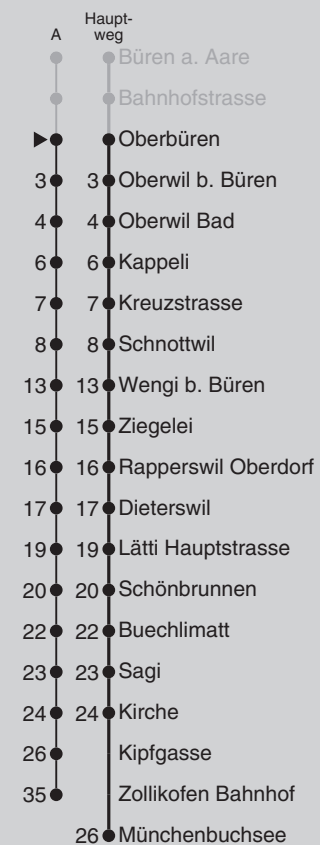 A
Haupt-
weg
Büren a. Aare
Bahnhofstrasse
Oberbüren
3 3 Oberwil b. Büren
4 4 Oberwil Bad
6 6 Kappeli
7 7 Kreuzstrasse
8 8 Schnottwil
13 13 Wengi b. Büren
15 15 Ziegelei
16 16 Rapperswil Oberdorf
17 17 Dieterswil
19 19 Lätti Hauptstrasse
20 20 Schönbrunnen
22 22 Buechlimatt
23 23 Sagi
24 24 Kirche
26 Kipfgasse
35 Zollikofen Bahnhof
26 Münchenbuchsee